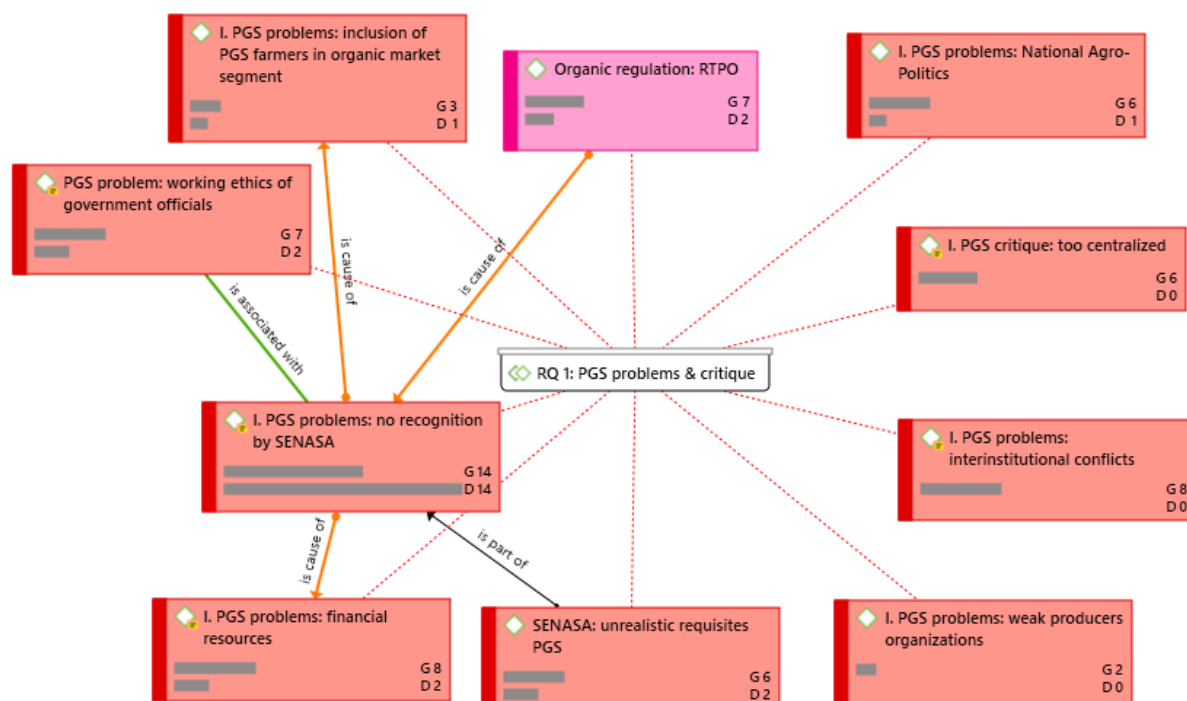 I. PGS problems: inclusion of
PGS farmers in organic market
segment
G 3
D 1
Organic regulation: RTPO
G 7
D 2
I. PGS problems: National Agro-
Politics
G 6
D 1
PGS problem: working ethics of
government officials
G 7
D 2
is cause of
is cause of
I. PGS critique: too centralized
G 6
D 0
is associated with
RQ 1: PGS problems & critique
I. PGS problems: no recognition
by SENASA
G 14
D 14
I. PGS problems:
interinstitutional conflicts
G 8
D 0
is cause of
is part of
I. PGS problems: financial
resources
G 8
D 2
SENASA: unrealistic requisites
PGS
G 6
D 2
I. PGS problems: weak producers
organizations
G 2
D 0